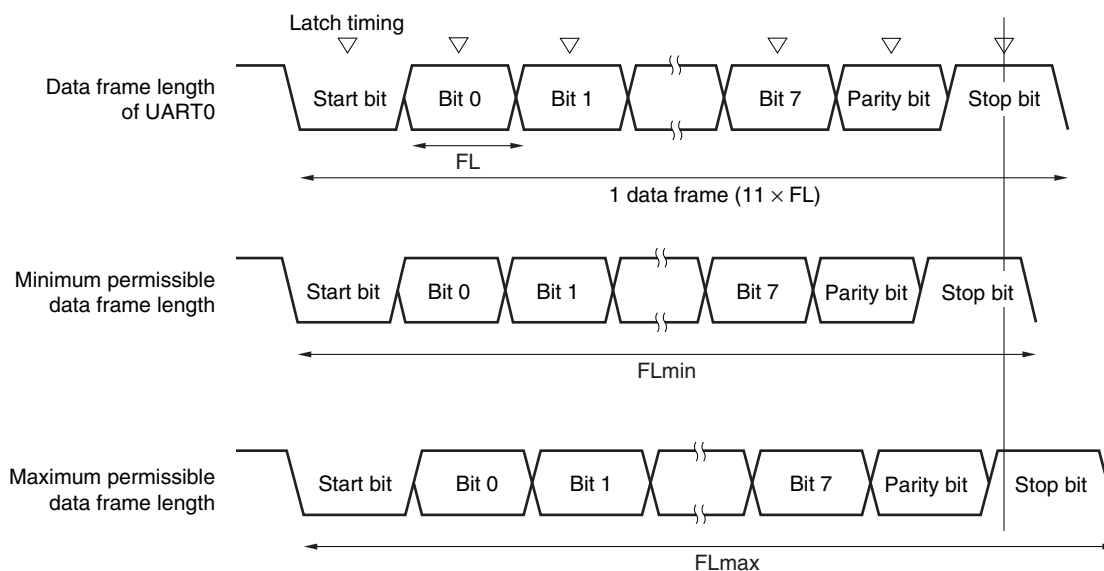 Latch timing
Data frame length
of UART0
Start bit Bit 0 Bit 1 Bit 7 Parity bit Stop bit
FL
1 data frame (11 × FL)
Minimum permissible
data frame length
Start bit Bit 0 Bit 1 Bit 7 Parity bit Stop bit
FLmin
Maximum permissible
data frame length
Start bit Bit 0 Bit 1 Bit 7 Parity bit Stop bit
FLmax